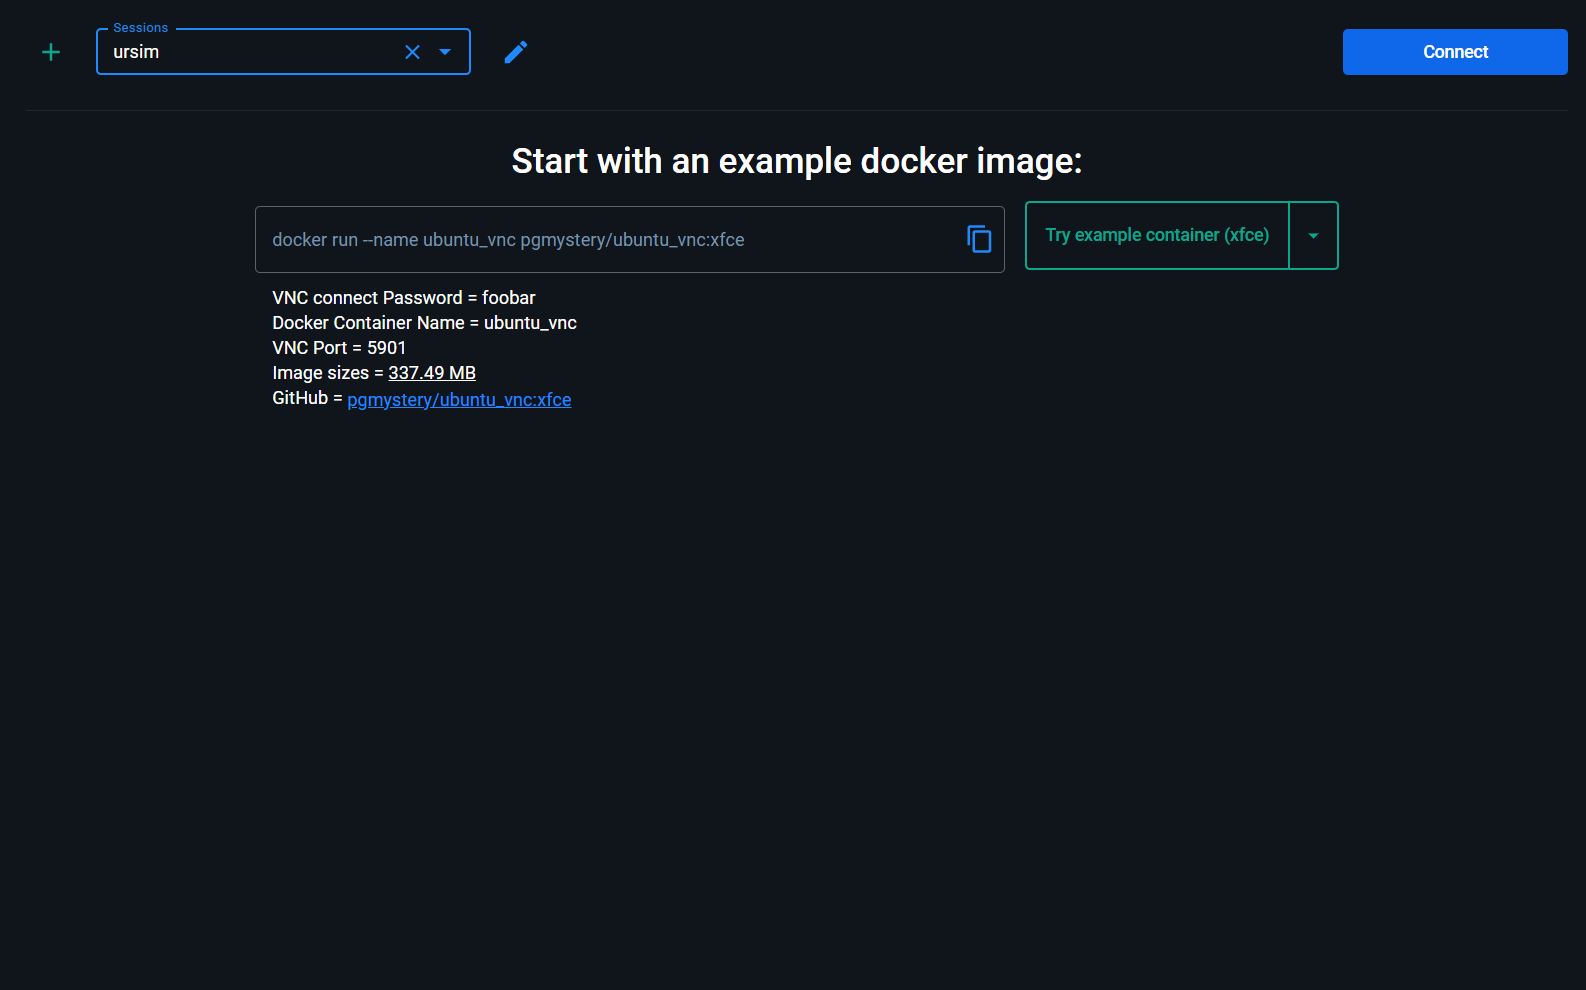 Sessions
ursim
Connect
Start with an example docker image:
docker run --name ubuntu_vnc pgmystery/ubuntu_vnc:xfce
Try example container (xfce)
VNC connect Password = foobar
Docker Container Name = ubuntu_vnc
VNC Port = 5901
Image sizes = 337.49 MB
GitHub = pgmystery/ubuntu_vnc:xfce